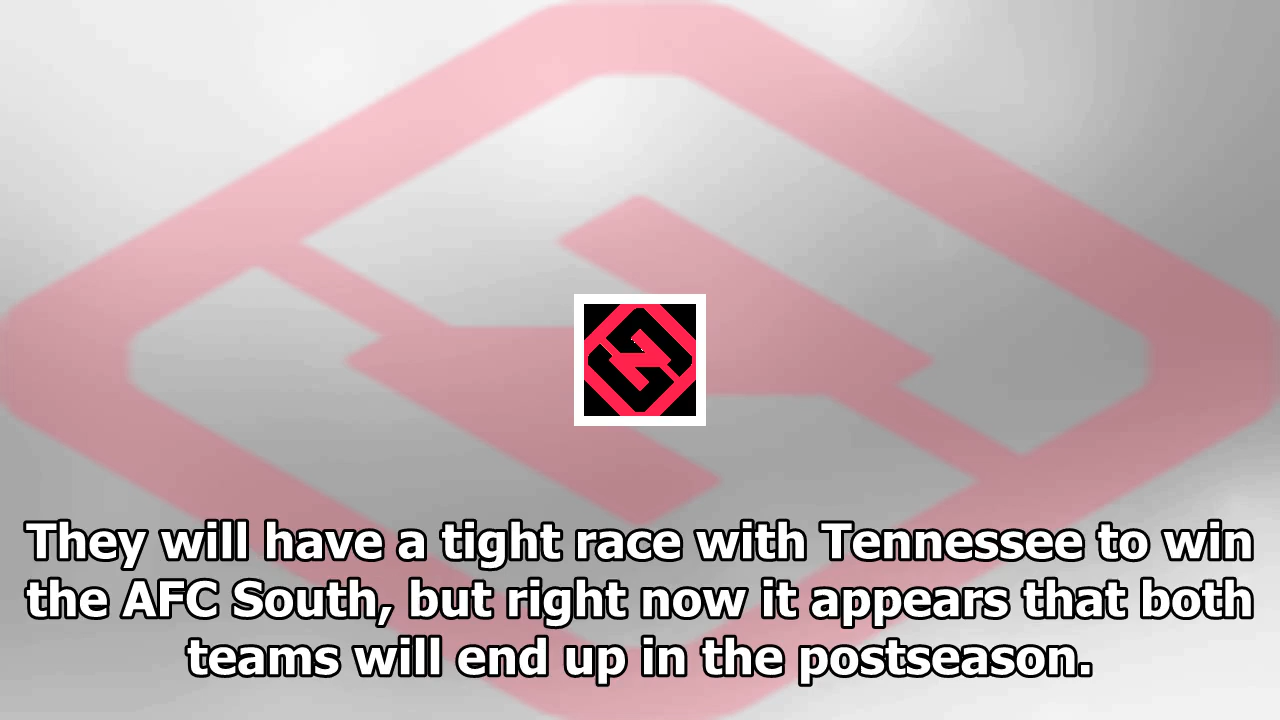 They will have a tight race with Tennessee to win
the AFC South, but right now it appears that both
teams will end up in the postseason.